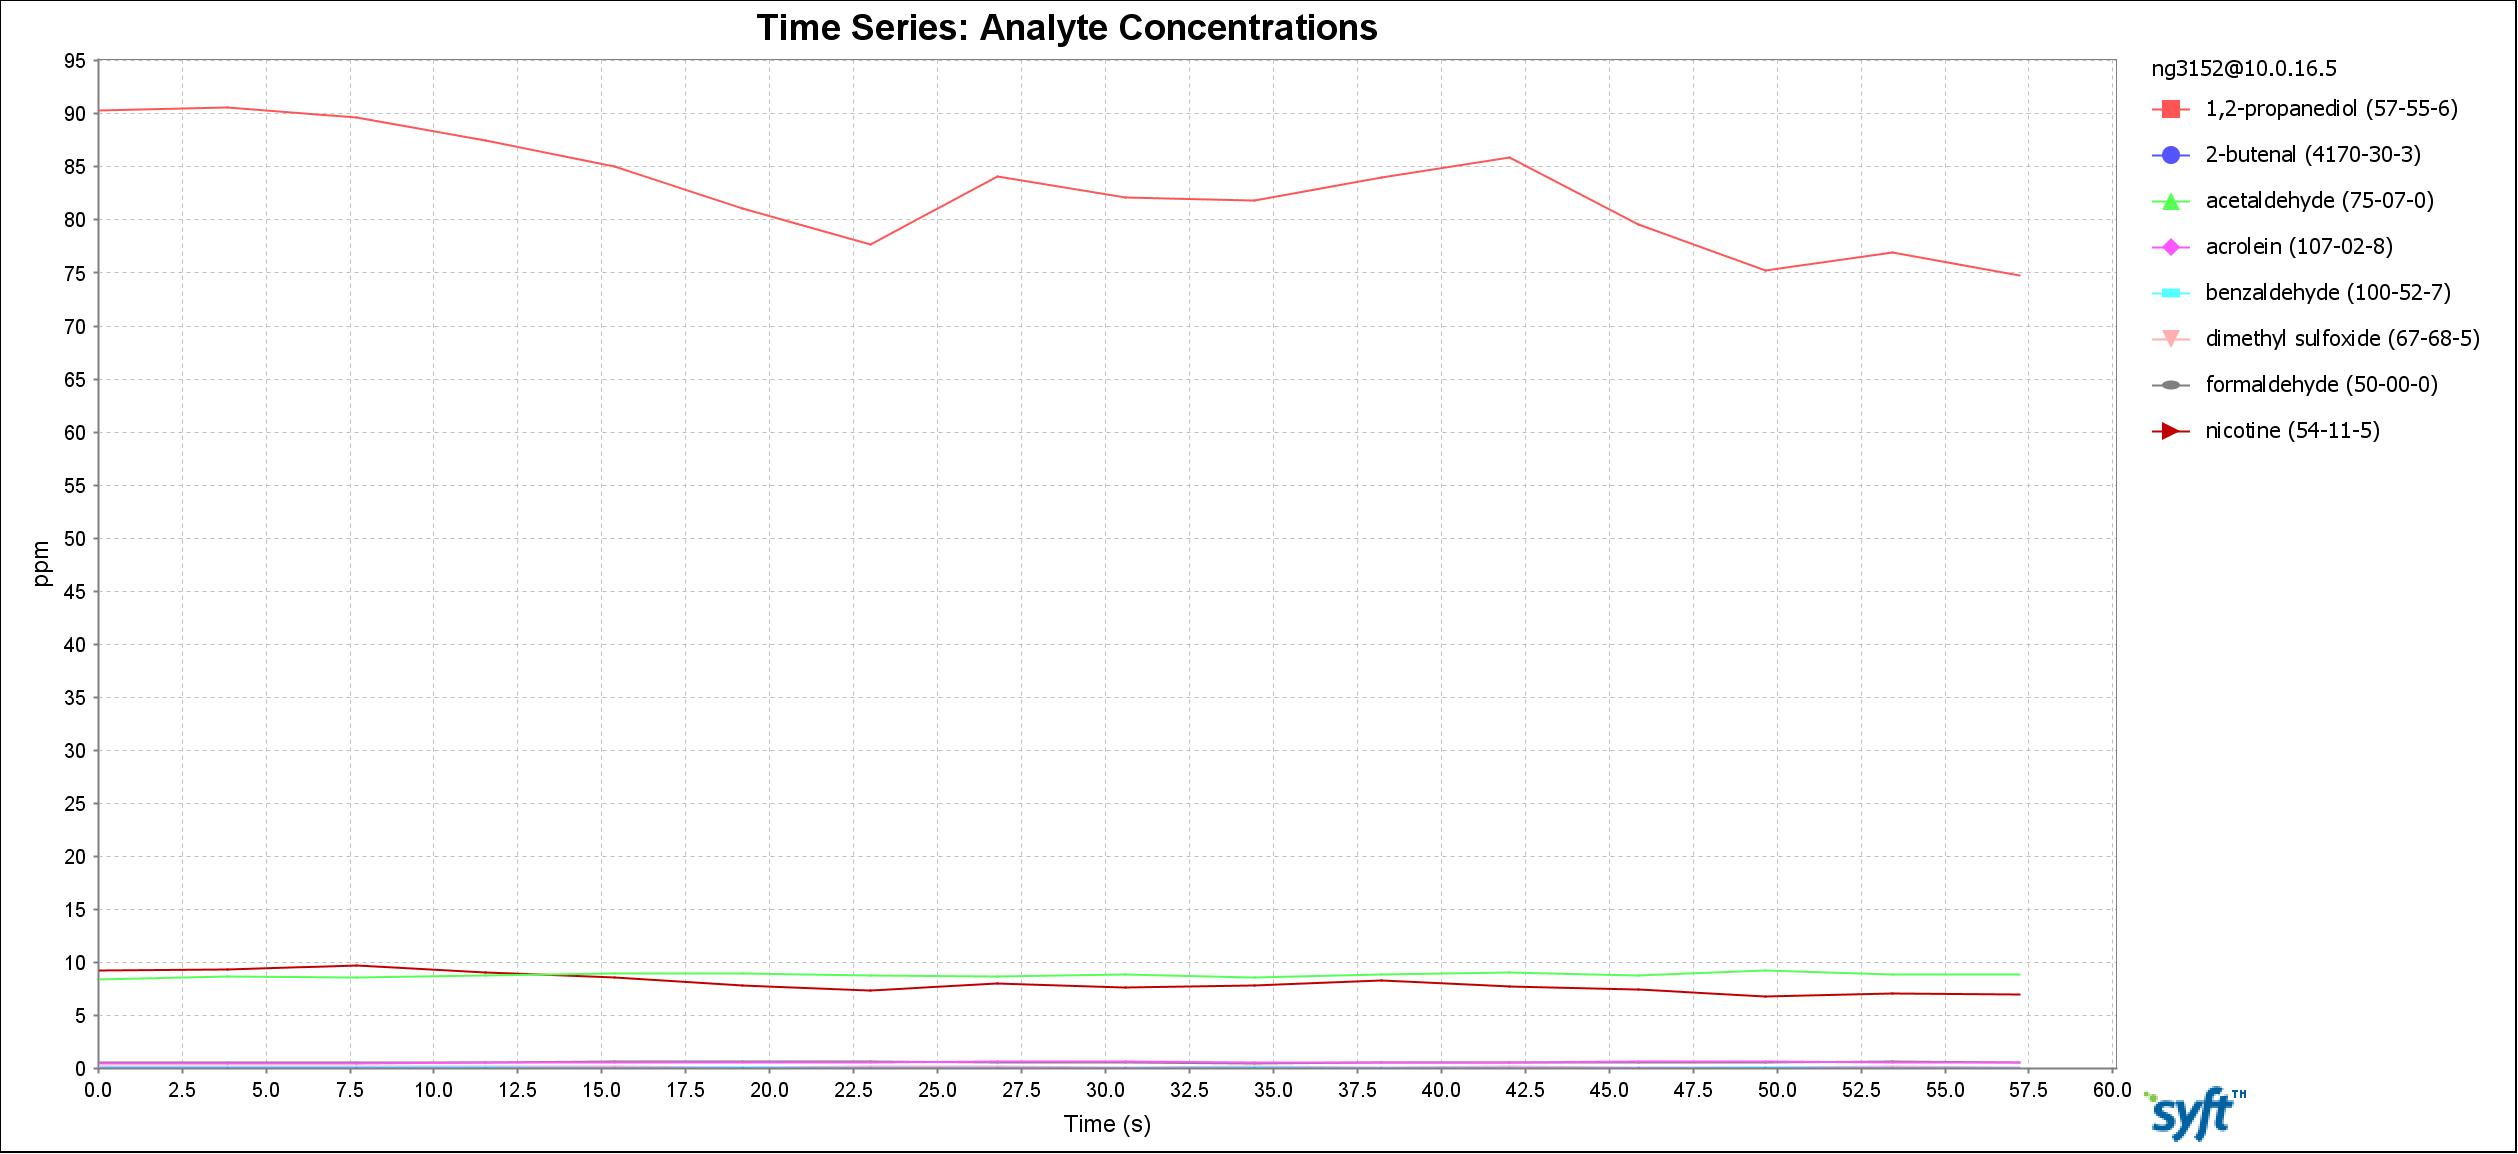 Time Series: Analyte Concentrations
95
90
85
80
75
70
65
60
55
50
45
40
35
30
25
20
15
10
5
0
ppm
0.0 2.5 5.0 7.5 10.0 12.5 15.0 17.5 20.0 22.5 25.0 27.5 30.0 32.5 35.0 37.5 40.0 42.5 45.0 47.5 50.0 52.5 55.0 57.5 60.0
Time (s)
ng3152@10.0.16.5
1,2-propanediol (57-55-6)
2-butenal (4170-30-3)
acetaldehyde (75-07-0)
acrolein (107-02-8)
benzaldehyde (100-52-7)
dimethyl sulfoxide (67-68-5)
formaldehyde (50-00-0)
nicotine (54-11-5)
syft™